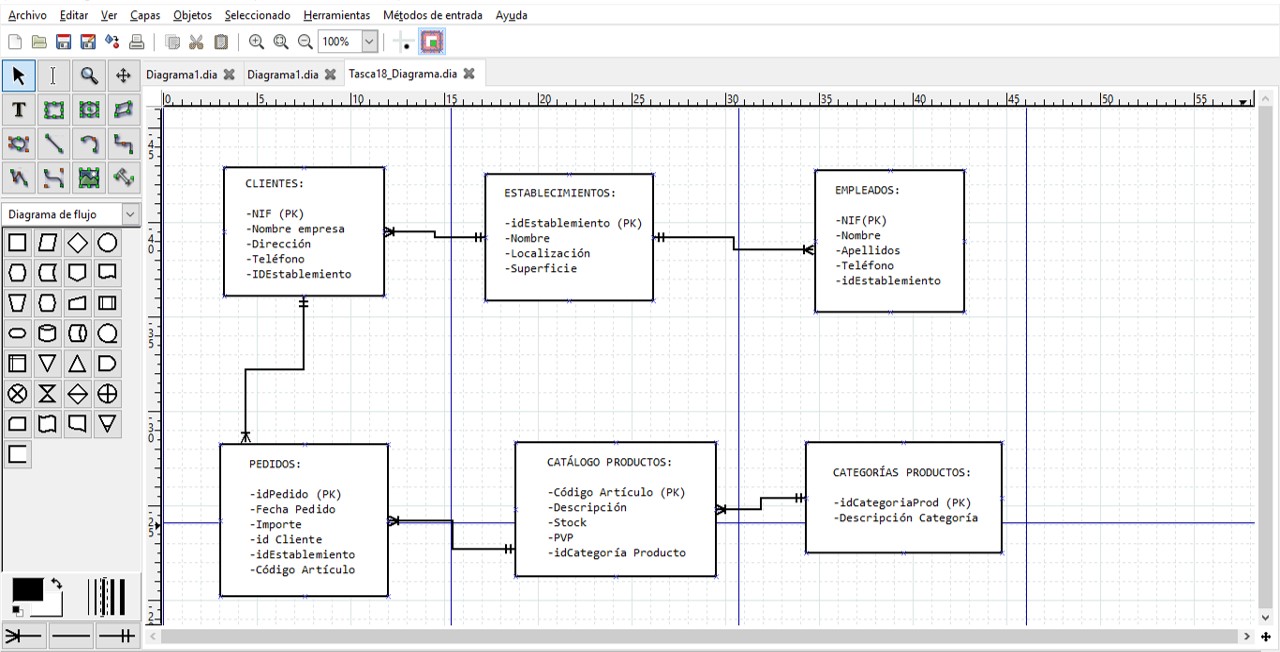 Archivo Editar Ver Capas Objetos Seleccionado Herramientas Métodos de entrada Ayuda
100%
Diagrama1.dia Diagrama1.dia Tasca18_Diagrama.dia
0 5 10 15 20 25 30 35 40 45 50 55
T
Diagrama de flujo
CLIENTES:
-NIF (PK)
-Nombre empresa
-Dirección
-Teléfono
-IDEstablemiento
ESTABLECIMIENTOS:
-idEstablemiento (PK)
-Nombre
-Localización
-Superficie
EMPLEADOS:
-NIF(PK)
-Nombre
-Apellidos
-Teléfono
-idEstablemiento
PEDIDOS:
-idPedido (PK)
-Fecha Pedido
-Importe
-id Cliente
-idEstablemiento
-Código Artículo
CATÁLOGO PRODUCTOS:
-Código Artículo (PK)
-Descripción
-Stock
-PVP
-idCategoría Producto
CATEGORÍAS PRODUCTOS:
-idCategoriaProd (PK)
-Descripción Categoría